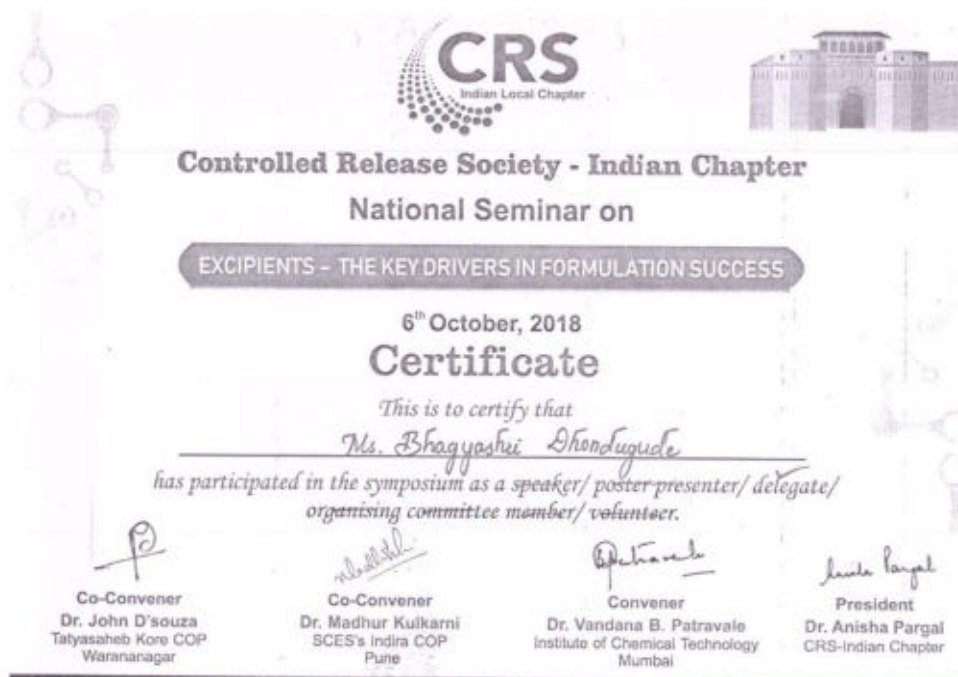 CRS
Indian Local Chapter
Controlled Release Society - Indian Chapter
National Seminar on
EXCIPIENTS – THE KEY DRIVERS IN FORMULATION SUCCESS
6th October, 2018
Certificate
This is to certify that
Ms. Bhagyashri Dhondugude
has participated in the symposium as a speaker/ poster presenter/ delegate/
organising committee member/ volunteer.
Co-Convener
Dr. John D'souza
Tatyasaheb Kore COP
Warananagar
Co-Convener
Dr. Madhur Kulkarni
SCES's Indira COP
Pune
Convener
Dr. Vandana B. Patravale
Institute of Chemical Technology
Mumbai
President
Dr. Anisha Pargal
CRS-Indian Chapter